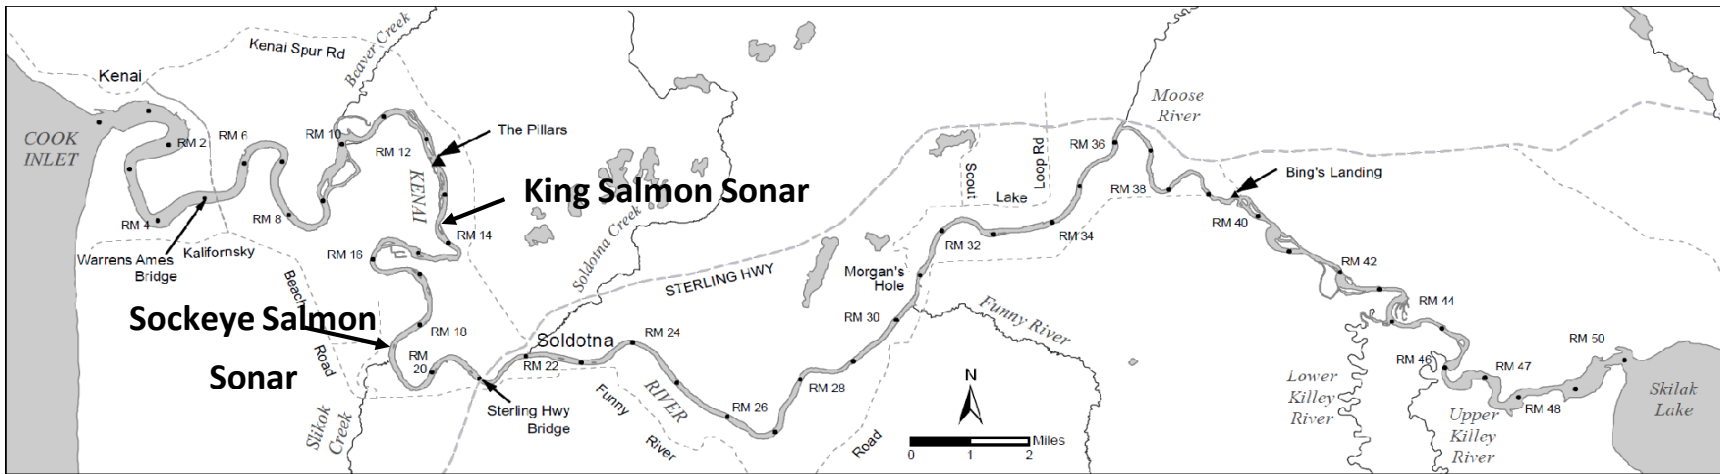 Kenai
Kenai Spur Rd
Beaver Creek
COOK
INLET
RM 2
RM 6
RM 10
RM 12
The Pillars
KENAI
King Salmon Sonar
RM 4
RM 8
RM 14
Warrens Ames
Bridge
Kalifornsky
Beach
Road
RM 16
Soldotna Creek
STERLING HWY
Sockeye Salmon
Sonar
RM 18
RM
20
Slikok
Creek
Sterling Hwy
Bridge
Soldotna
RM 22
RM 24
Funny
River
Road
RIVER
RM 26
RM 28
RM 30
Morgan's
Hole
RM 32
Scout
Lake
Loop Rd
RM 34
RM 36
Moose
River
RM 38
Bing's Landing
RM 40
Funny River
N
0 1 2 Miles
RM 42
RM 44
Lower
Killey
River
RM 46
RM 47
RM 48
RM 50
Upper
Killey
River
Skilak
Lake